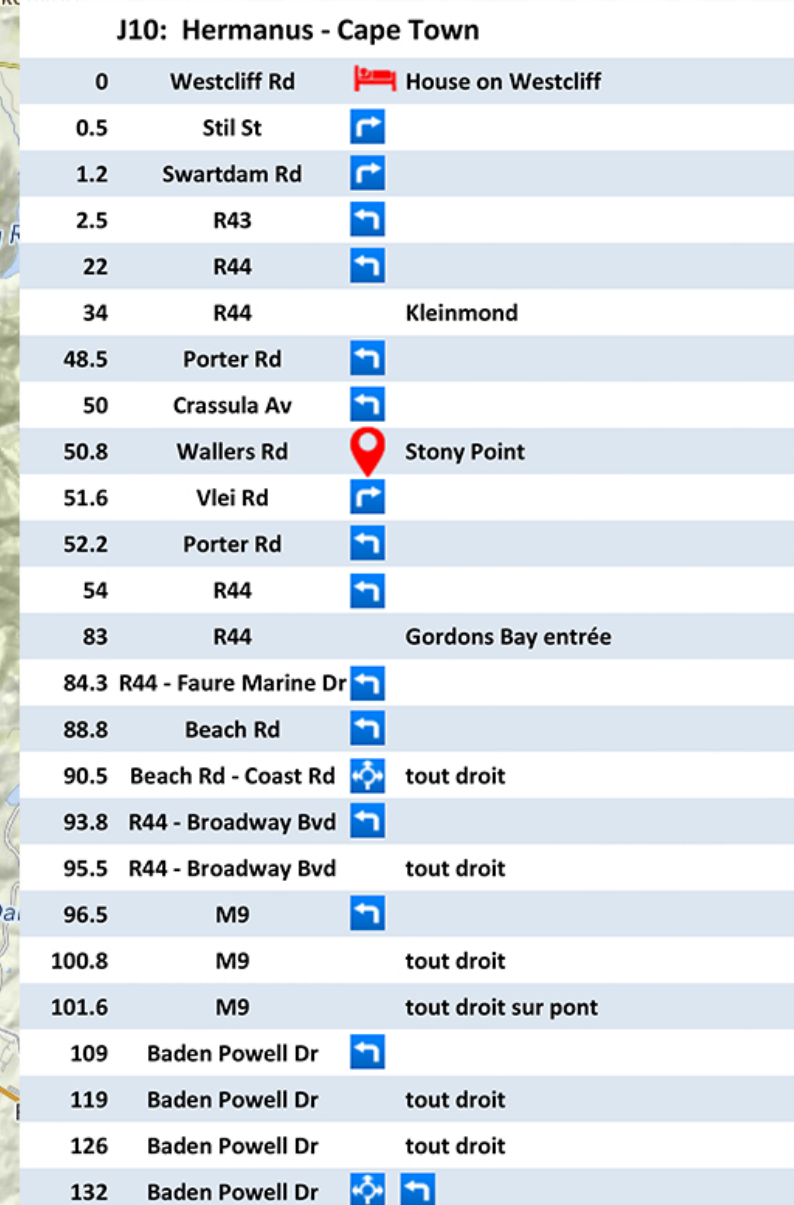 J10: Hermanus - Cape Town
0 Westcliff Rd House on Westcliff
0.5 Stil St
1.2 Swartdam Rd
2.5 R43
22 R44
34 R44 Kleinmond
48.5 Porter Rd
50 Crassula Av
50.8 Wallers Rd Stony Point
51.6 Vlei Rd
52.2 Porter Rd
54 R44
83 R44 Gordons Bay entrée
84.3 R44 - Faure Marine Dr
88.8 Beach Rd
90.5 Beach Rd - Coast Rd tout droit
93.8 R44 - Broadway Bvd
95.5 R44 - Broadway Bvd tout droit
96.5 M9
100.8 M9 tout droit
101.6 M9 tout droit sur pont
109 Baden Powell Dr
119 Baden Powell Dr tout droit
126 Baden Powell Dr tout droit
132 Baden Powell Dr